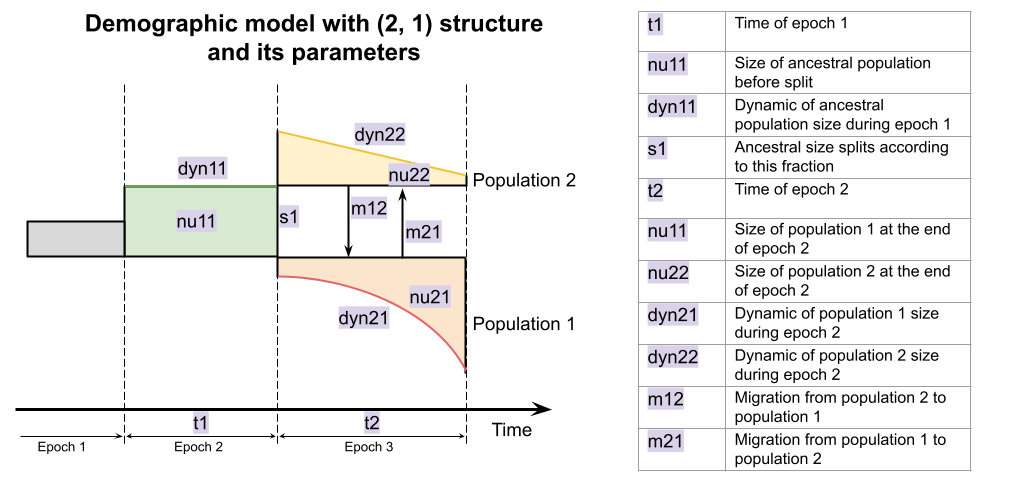 Demographic model with (2, 1) structure
and its parameters
dyn22
dyn11
nu22
Population 2
nu11
s1
m12
m21
nu21
dyn21
Population 1
t1
t2
Time
Epoch 1
Epoch 2
Epoch 3
t1 Time of epoch 1
nu11 Size of ancestral population
before split
dyn11 Dynamic of ancestral
population size during epoch 1
s1 Ancestral size splits according
to this fraction
t2 Time of epoch 2
nu11 Size of population 1 at the end
of epoch 2
nu22 Size of population 2 at the end
of epoch 2
dyn21 Dynamic of population 1 size
during epoch 2
dyn22 Dynamic of population 2 size
during epoch 2
m12 Migration from population 2 to
population 1
m21 Migration from population 1 to
population 2